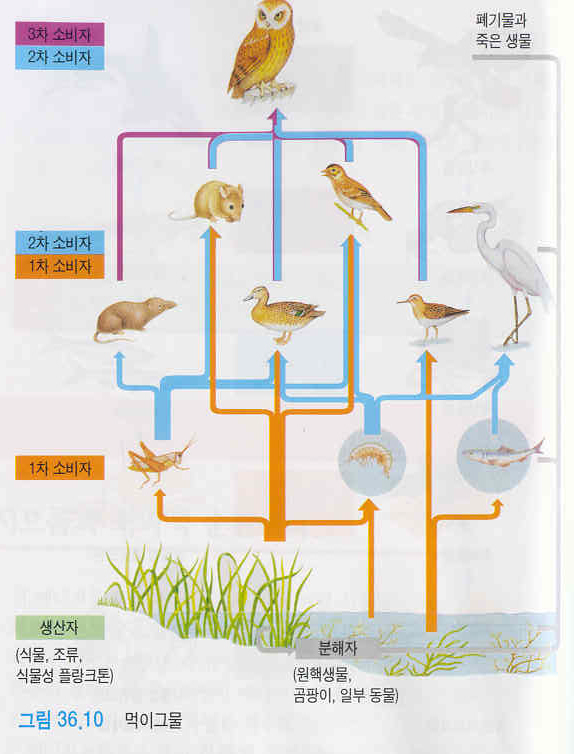 3차 소비자
2차 소비자
폐기물과
죽은 생물
2차 소비자
1차 소비자
1차 소비자
생산자
(식물, 조류,
식물성 플랑크톤)
분해자
(원핵생물,
곰팡이, 일부 동물)
그림 36.10 먹이그물